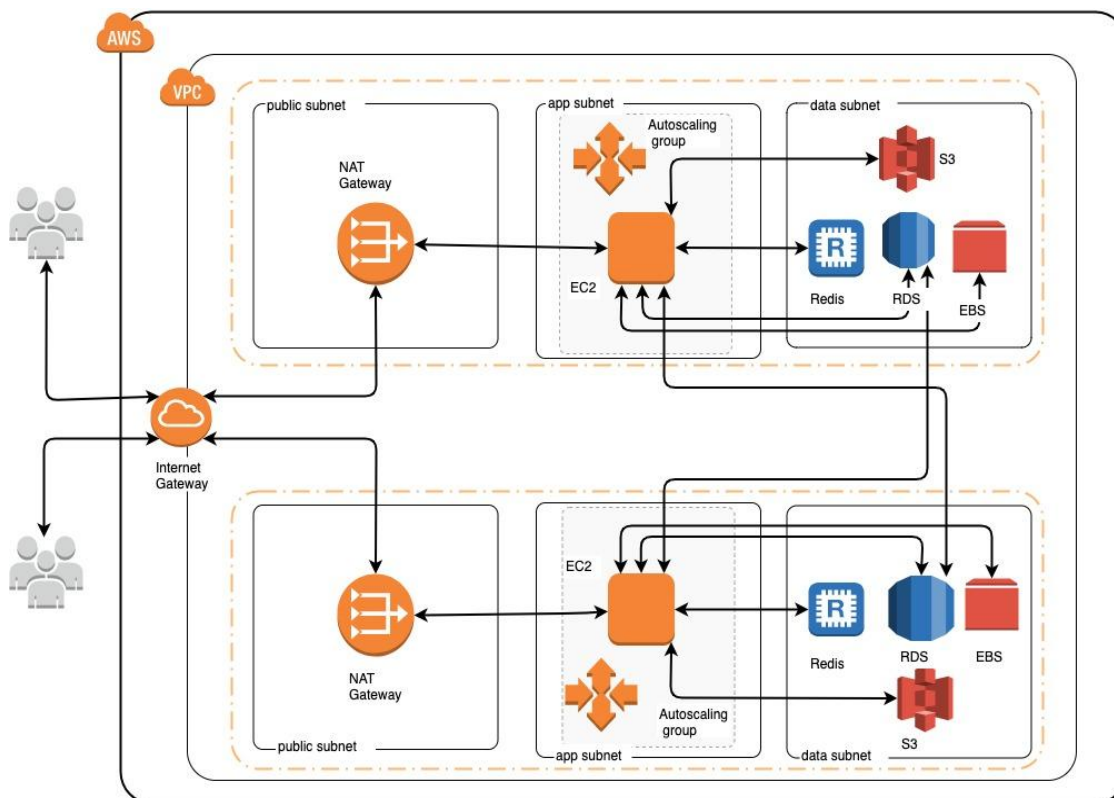 AWS
VPC
public subnet
app subnet
data subnet
Autoscaling
group
S3
NAT
Gateway
R
EC2
Redis
RDS
EBS
Internet
Gateway
EC2
R
NAT
Gateway
Redis
RDS
EBS
Autoscaling
group
S3
public subnet
app subnet
data subnet